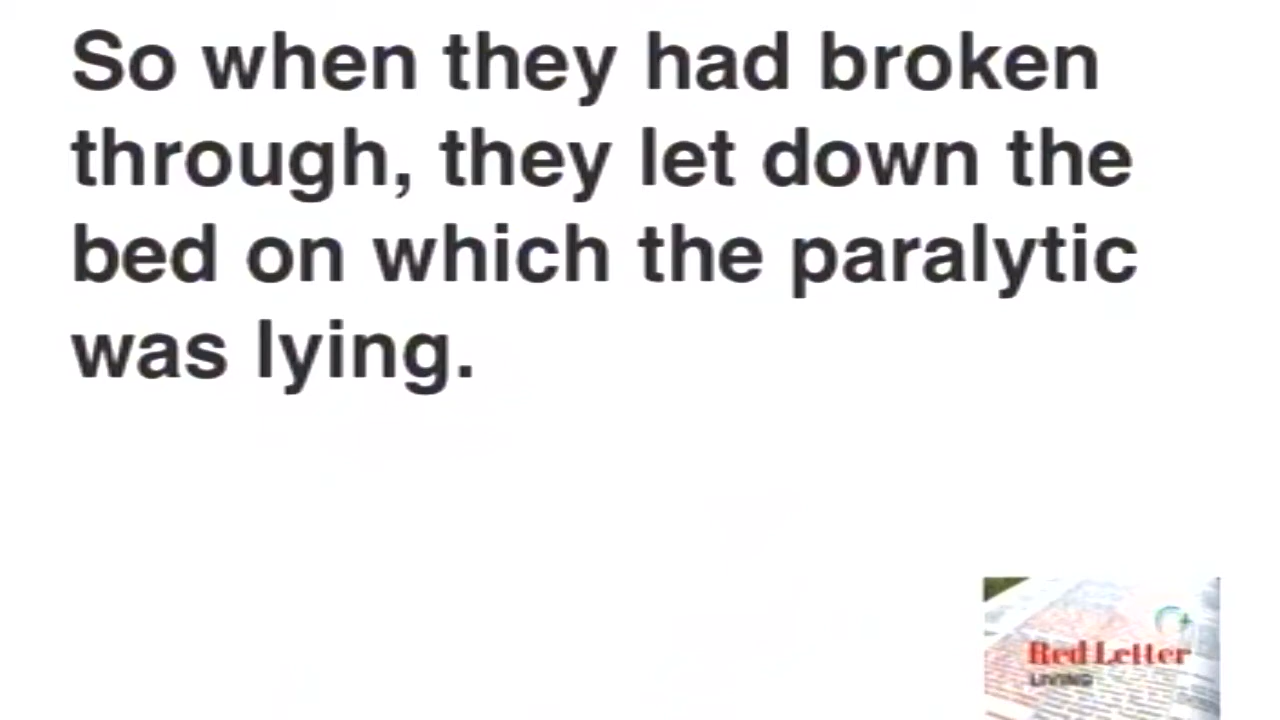 So when they had broken
through, they let down the
bed on which the paralytic
was lying.
Red Letter
LIVING